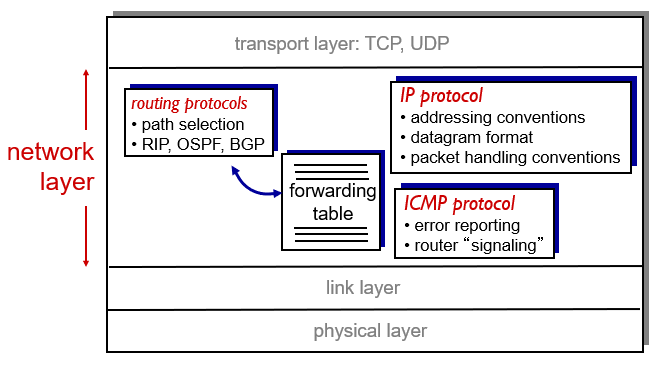 transport layer: TCP, UDP
network
layer
routing protocols
• path selection
• RIP, OSPF, BGP
forwarding
table
IP protocol
• addressing conventions
• datagram format
• packet handling conventions
ICMP protocol
• error reporting
• router “signaling”
link layer
physical layer